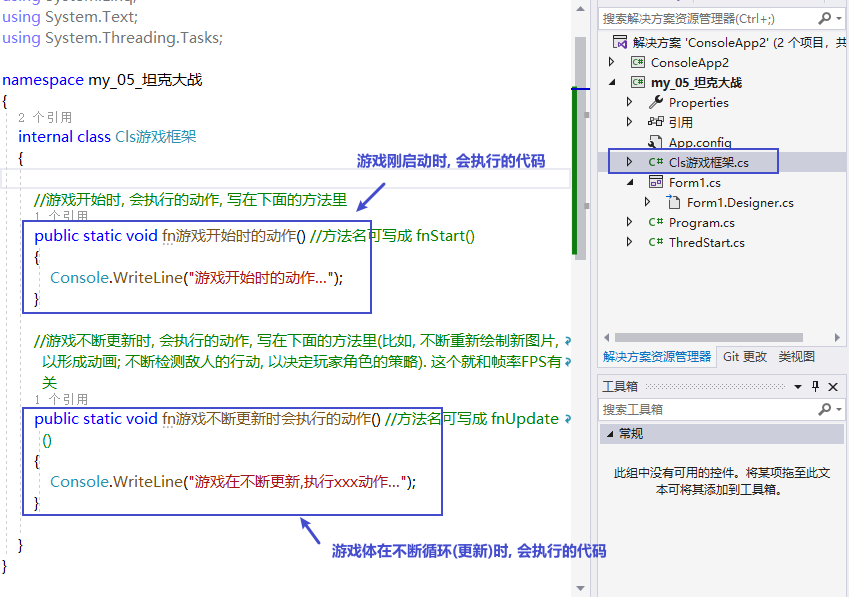 using System.Text;
using System.Threading.Tasks;
namespace my_05_坦克大战
{
2 个引用
internal class Cls游戏框架
{
游戏刚启动时, 会执行的代码
//游戏开始时, 会执行的动作, 写在下面的方法里
1 个引用
public static void fn游戏开始时的动作() //方法名可写成 fnStart()
{
Console.WriteLine("游戏开始时的动作...");
}
//游戏不断更新时, 会执行的动作, 写在下面的方法里(比如, 不断重新绘制新图片,
以形成动画; 不断检测敌人的行动, 以决定玩家角色的策略). 这个就和帧率FPS有
关
1 个引用
public static void fn游戏不断更新时会执行的动作() //方法名可写成 fnUpdate
()
{
Console.WriteLine("游戏在不断更新,执行xxx动作...");
}
游戏体在不断循环(更新)时, 会执行的代码
}
}
搜索解决方案资源管理器(Ctrl+;)
解决方案 'ConsoleApp2' (2 个项目, 共
C# ConsoleApp2
C# my_05_坦克大战
Properties
引用
App.config
C# Cls游戏框架.cs
Form1.cs
Form1.Designer.cs
C# Program.cs
C# ThredStart.cs
解决方案资源管理器 Git 更改 类视图
工具箱
搜索工具箱
常规
此组中没有可用的控件。将某项拖至此文
本可将其添加到工具箱。